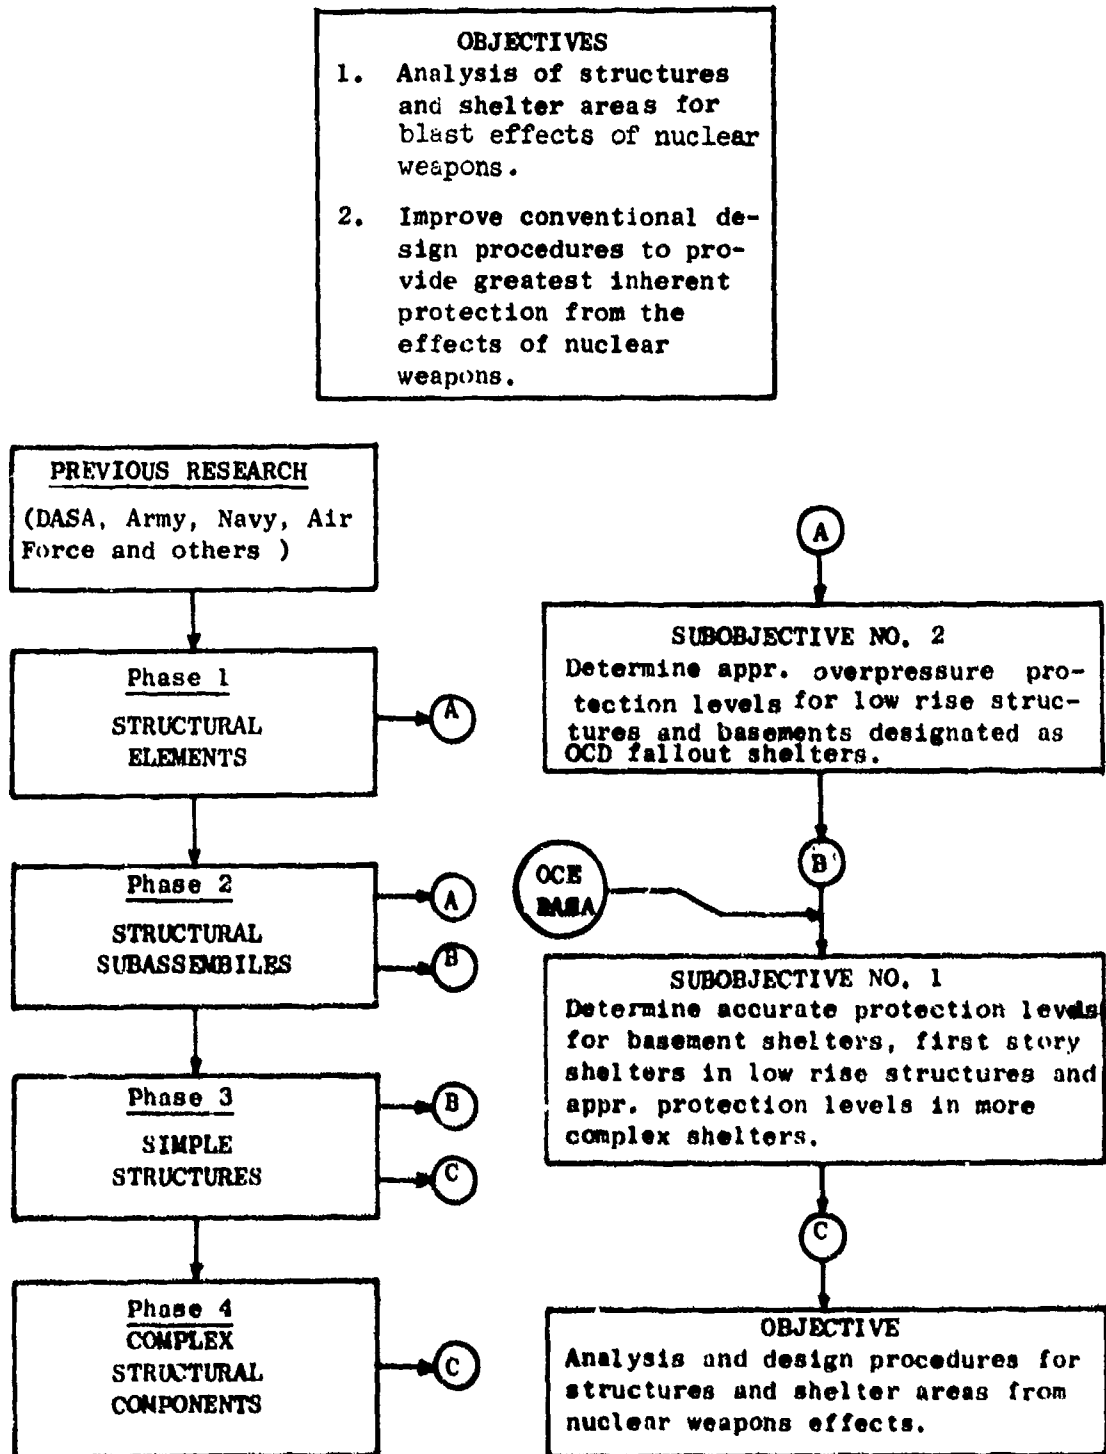 OBJECTIVES
1. Analysis of structures
and shelter areas for
blast effects of nuclear
weapons.
2. Improve conventional de-
sign procedures to pro-
vide greatest inherent
protection from the
effects of nuclear
weapons.
PREVIOUS RESEARCH
(DASA, Army, Navy, Air
Force and others )
Phase 1
STRUCTURAL
ELEMENTS
A
Phase 2
STRUCTURAL
SUBASSEMBILES
A
B
Phase 3
SIMPLE
STRUCTURES
B
C
Phase 4
COMPLEX
STRUCTURAL
COMPONENTS
C
A
SUBOBJECTIVE NO. 2
Determine appr. overpressure pro-
tection levels for low rise struc-
tures and basements designated as
OCD fallout shelters.
B
OCE
DASA
SUBOBJECTIVE NO. 1
Determine accurate protection levels
for basement shelters, first story
shelters in low rise structures and
appr. protection levels in more
complex shelters.
C
OBJECTIVE
Analysis and design procedures for
structures and shelter areas from
nuclear weapons effects.